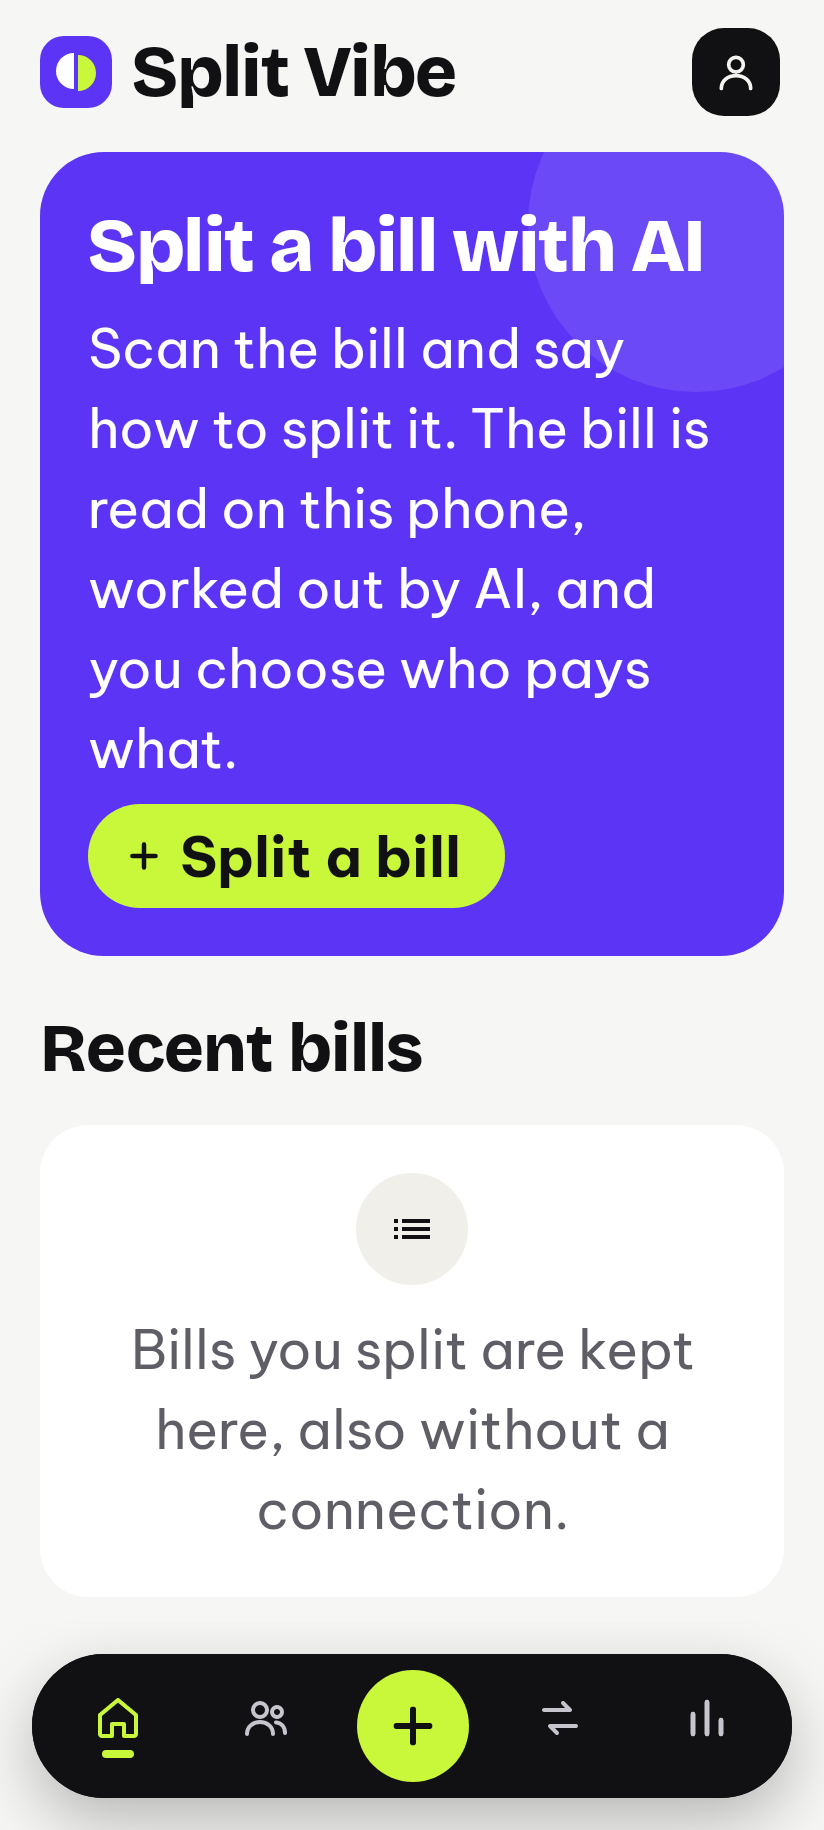 Split Vibe
Split a bill with AI
Scan the bill and say
how to split it. The bill is
read on this phone,
worked out by AI, and
you choose who pays
what.
+ Split a bill
Recent bills
Bills you split are kept
here, also without a
connection.